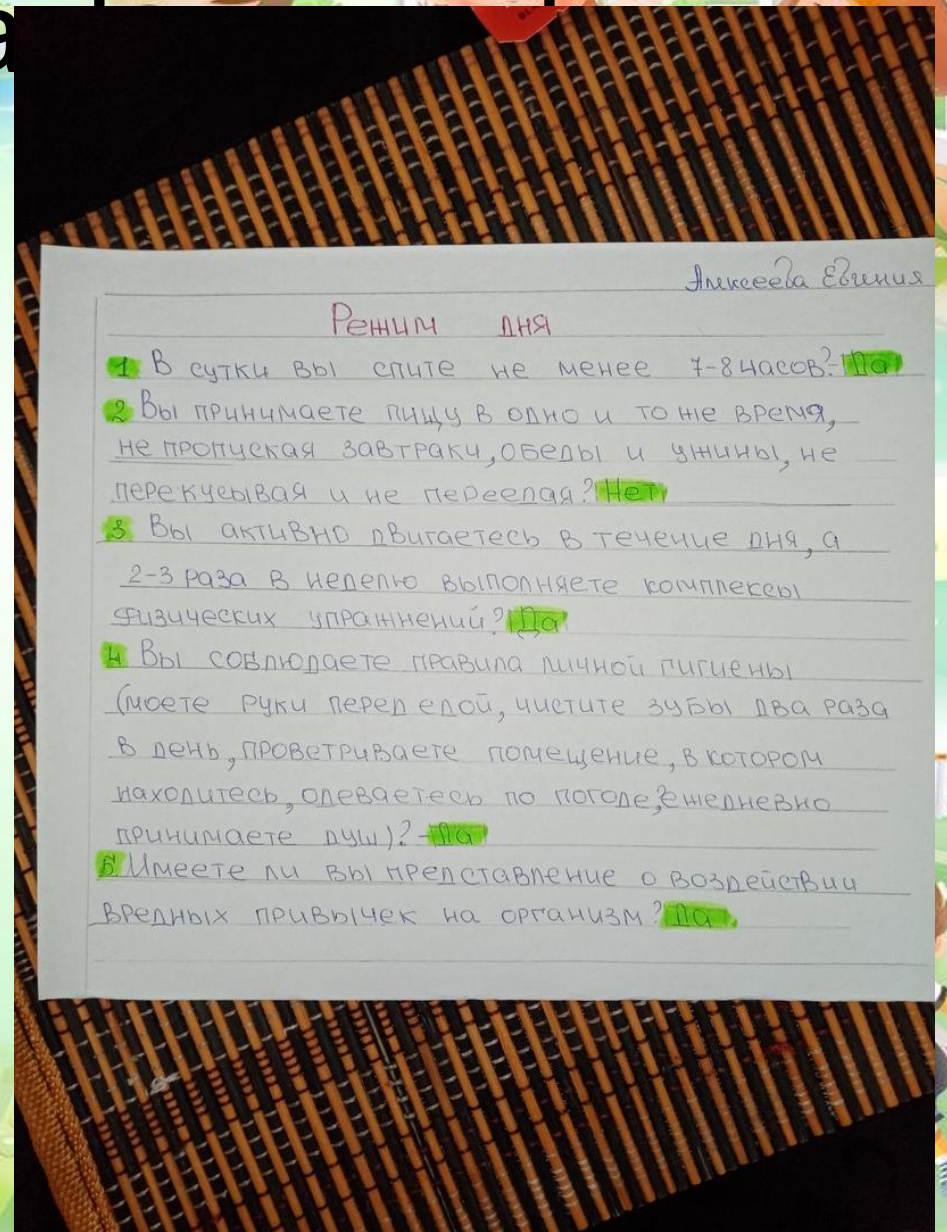 Алексеева Евгения
Режим дня
1 В сутки вы спите не менее 7-8 часов?- Да
2 Вы принимаете пищу в одно и то же время,
не пропуская завтраки, обеды и ужины, не
перекусывая и не переедая? Нет
3 Вы активно двигаетесь в течение дня, а
2-3 раза в неделю выполняете комплексы
физических упражнений? Да
4 Вы соблюдаете правила личной гигиены
(моете руки перед едой, чистите зубы два раза
в день, проветриваете помещение, в котором
находитесь, одеваетесь по погоде, ежедневно
принимаете душ)? - Да
5 Имеете ли вы представление о воздействии
вредных привычек на организм? Да